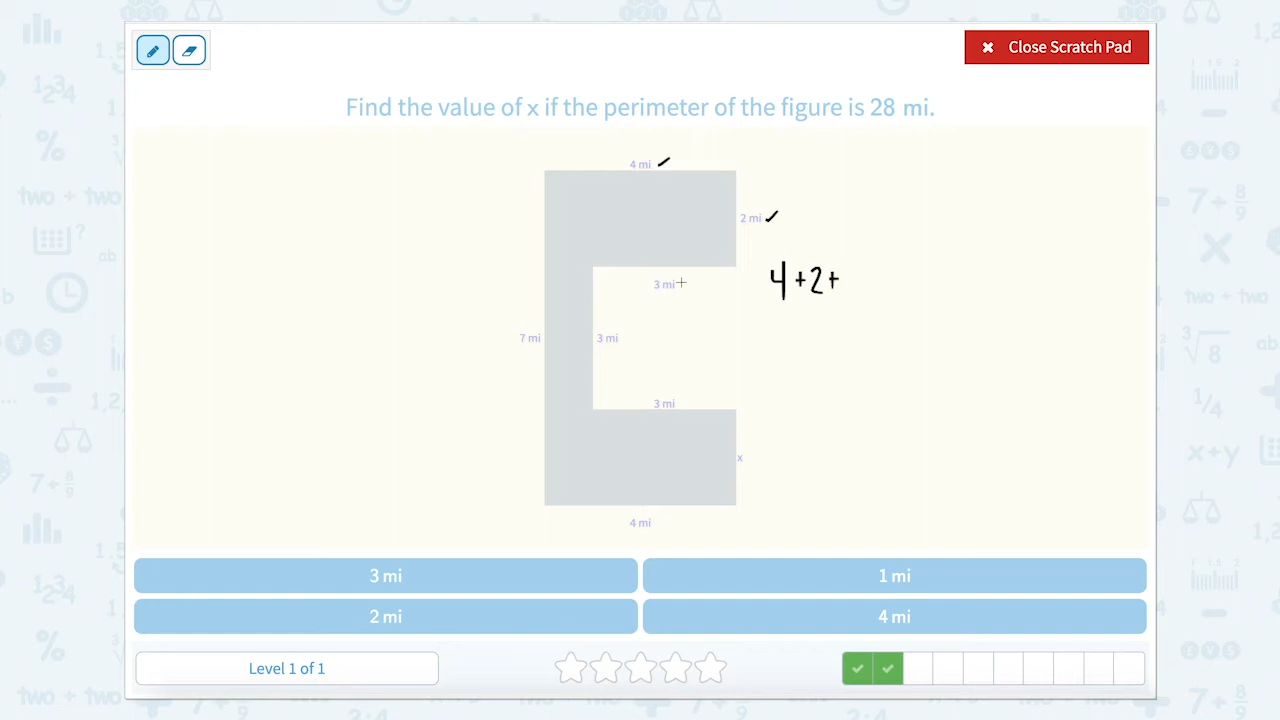 Close Scratch Pad
Find the value of x if the perimeter of the figure is 28 mi.
4 mi
2 mi
4+2+
3 mi
7 mi
3 mi
3 mi
x
4 mi
3 mi
1 mi
2 mi
4 mi
Level 1 of 1